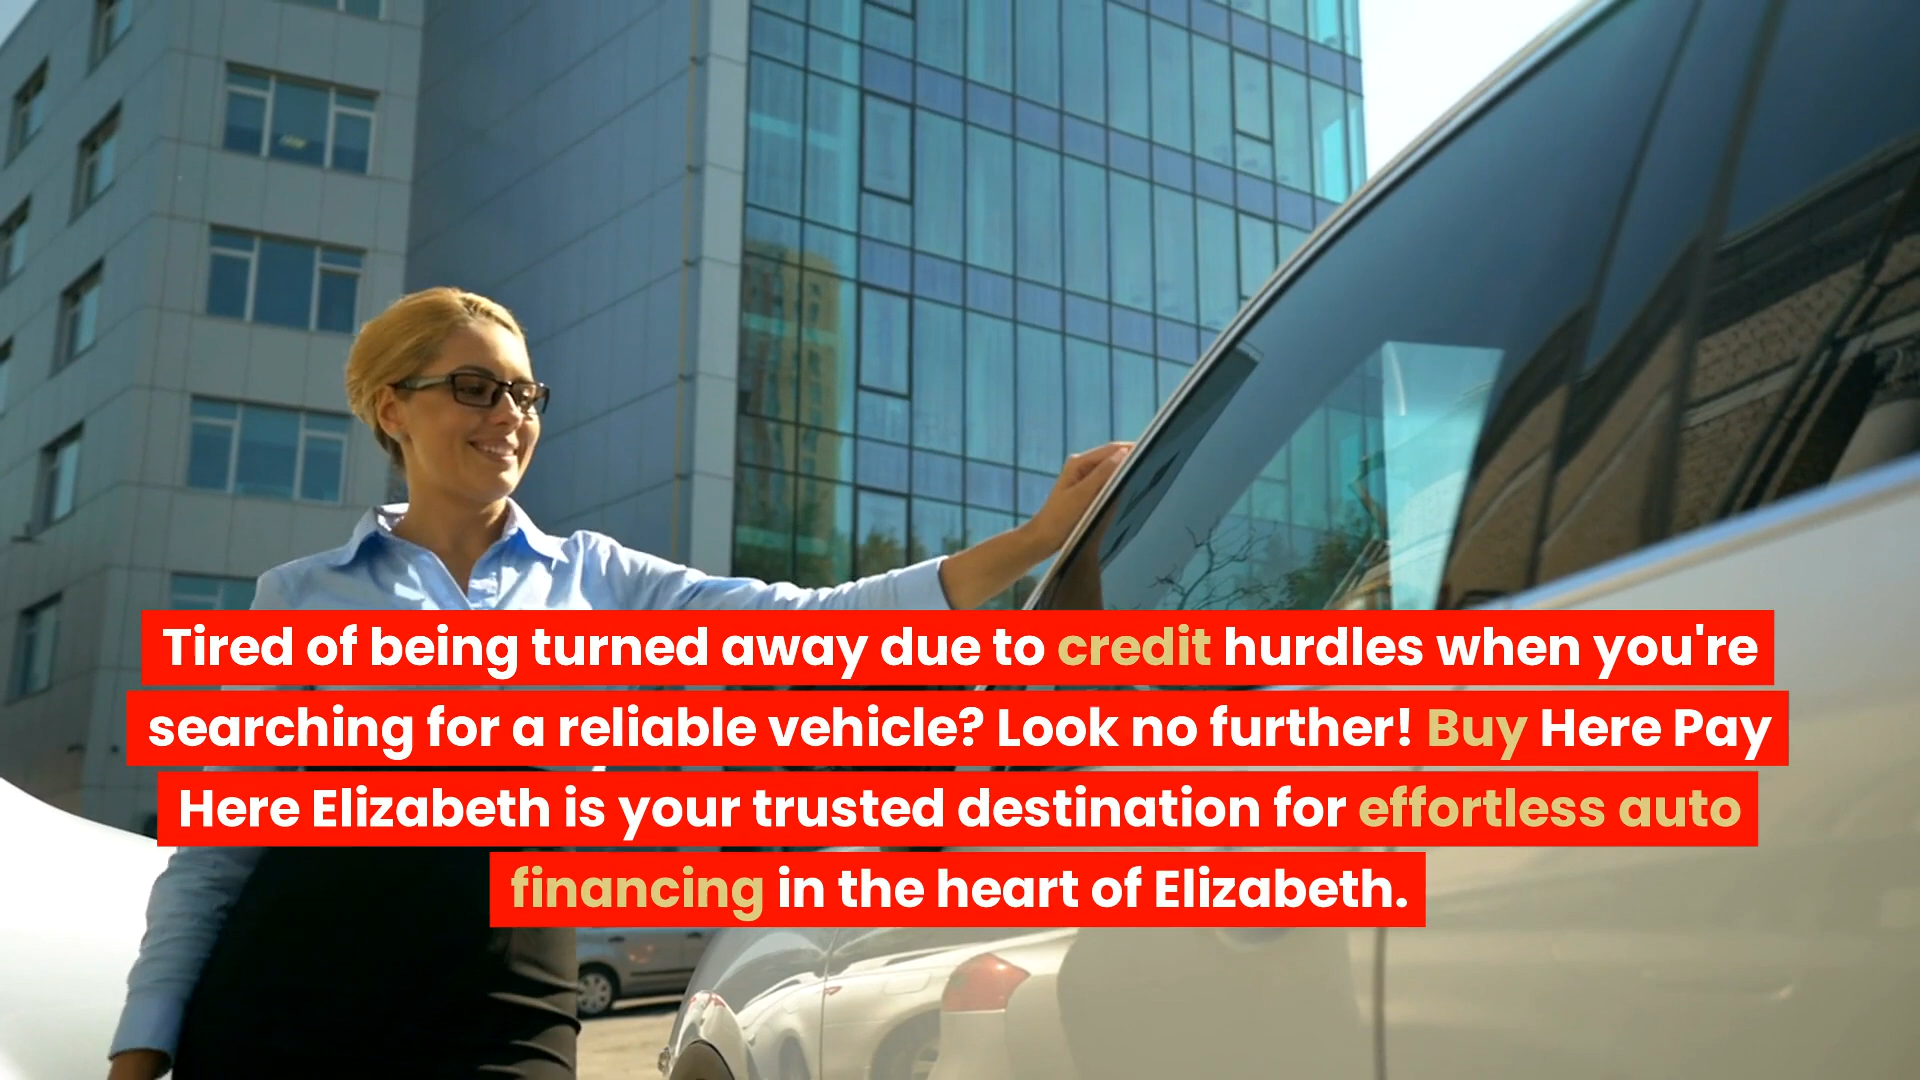 Tired of being turned away due to credit hurdles when you're
searching for a reliable vehicle? Look no further! Buy Here Pay
Here Elizabeth is your trusted destination for effortless auto
financing in the heart of Elizabeth.